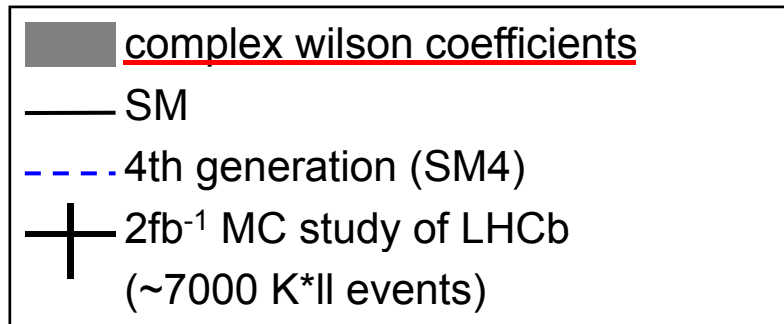 complex wilson coefficients
SM
4th generation (SM4)
2fb⁻¹ MC study of LHCb
(~7000 K*ll events)